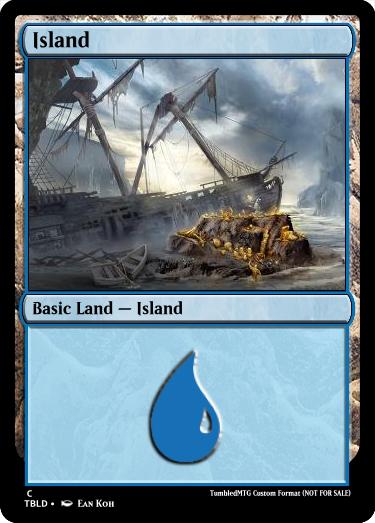 Island
Basic Land — Island
C
TBLD • Ean Koh
TumbledMTG Custom Format (NOT FOR SALE)